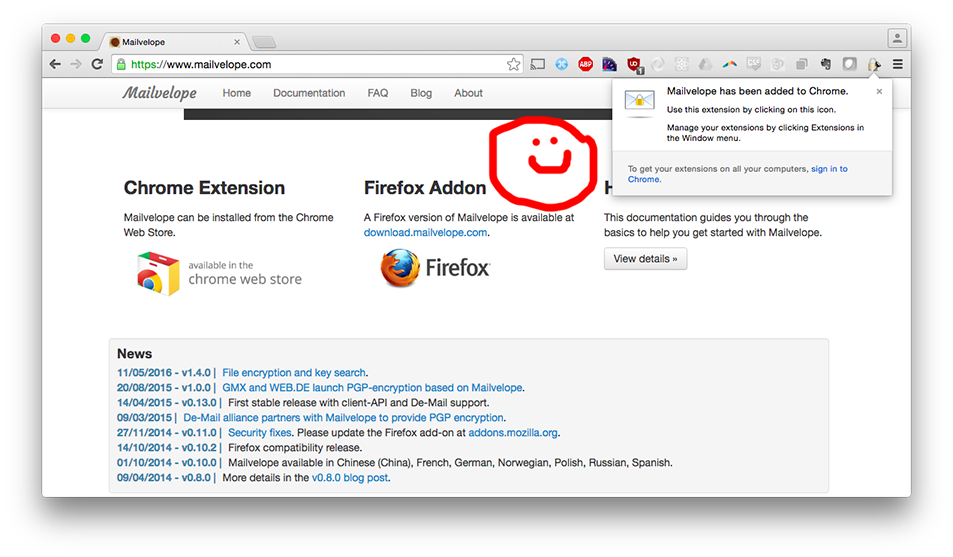 Mailvelope
https://www.mailvelope.com
ABP
UO
1
Mailvelope
Home
Documentation
FAQ
Blog
About
Mailvelope has been added to Chrome.
Use this extension by clicking on this icon.
Manage your extensions by clicking Extensions in
the Window menu.
To get your extensions on all your computers, sign in to
Chrome.
Chrome Extension
Mailvelope can be installed from the Chrome
Web Store.
available in the
chrome web store
Firefox Addon
A Firefox version of Mailvelope is available at
download.mailvelope.com.
Firefox
H
This documentation guides you through the
basics to help you get started with Mailvelope.
View details »
News
11/05/2016 - v1.4.0 | File encryption and key search.
20/08/2015 - v1.0.0 | GMX and WEB.DE launch PGP-encryption based on Mailvelope.
14/04/2015 - v0.13.0 | First stable release with client-API and De-Mail support.
09/03/2015 | De-Mail alliance partners with Mailvelope to provide PGP encryption.
27/11/2014 - v0.11.0 | Security fixes. Please update the Firefox add-on at addons.mozilla.org.
14/10/2014 - v0.10.2 | Firefox compatibility release.
01/10/2014 - v0.10.0 | Mailvelope available in Chinese (China), French, German, Norwegian, Polish, Russian, Spanish.
09/04/2014 - v0.8.0 | More details in the v0.8.0 blog post.